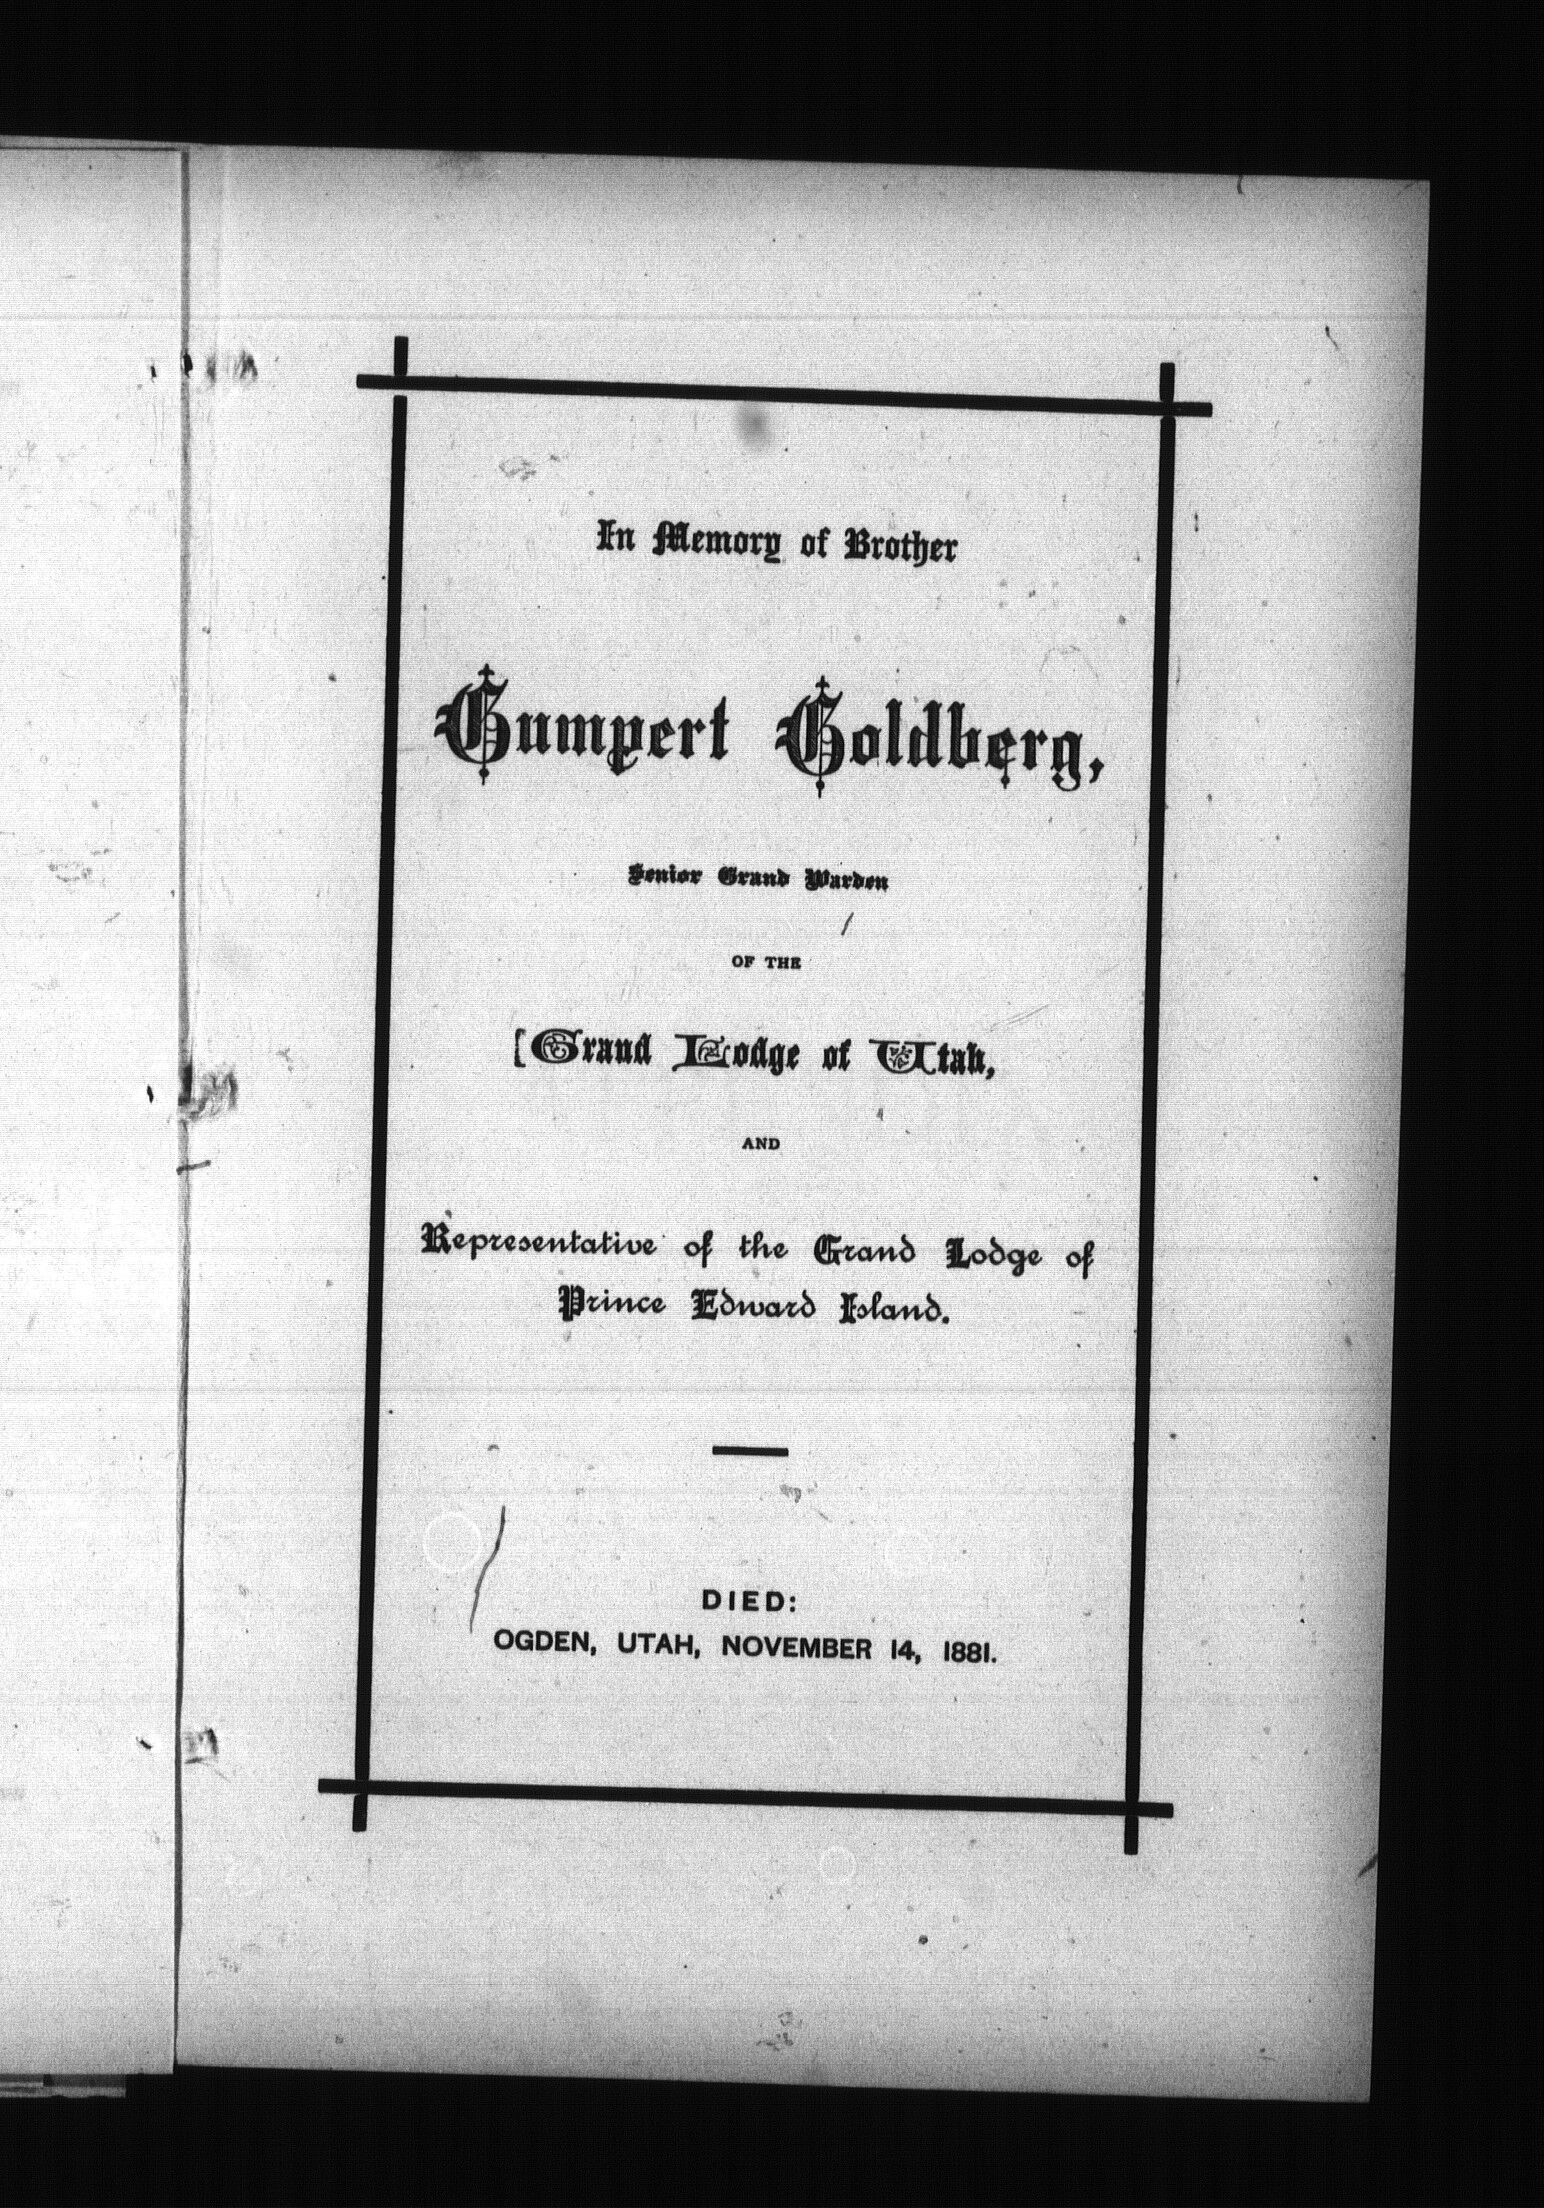 In Memory of Brother
Gumpert Goldberg,
Senior Grand Warden
OF THE
[Grand Lodge of Utah,
AND
Representative of the Grand Lodge of
Prince Edward Island.
DIED:
OGDEN, UTAH, NOVEMBER 14, 1881.